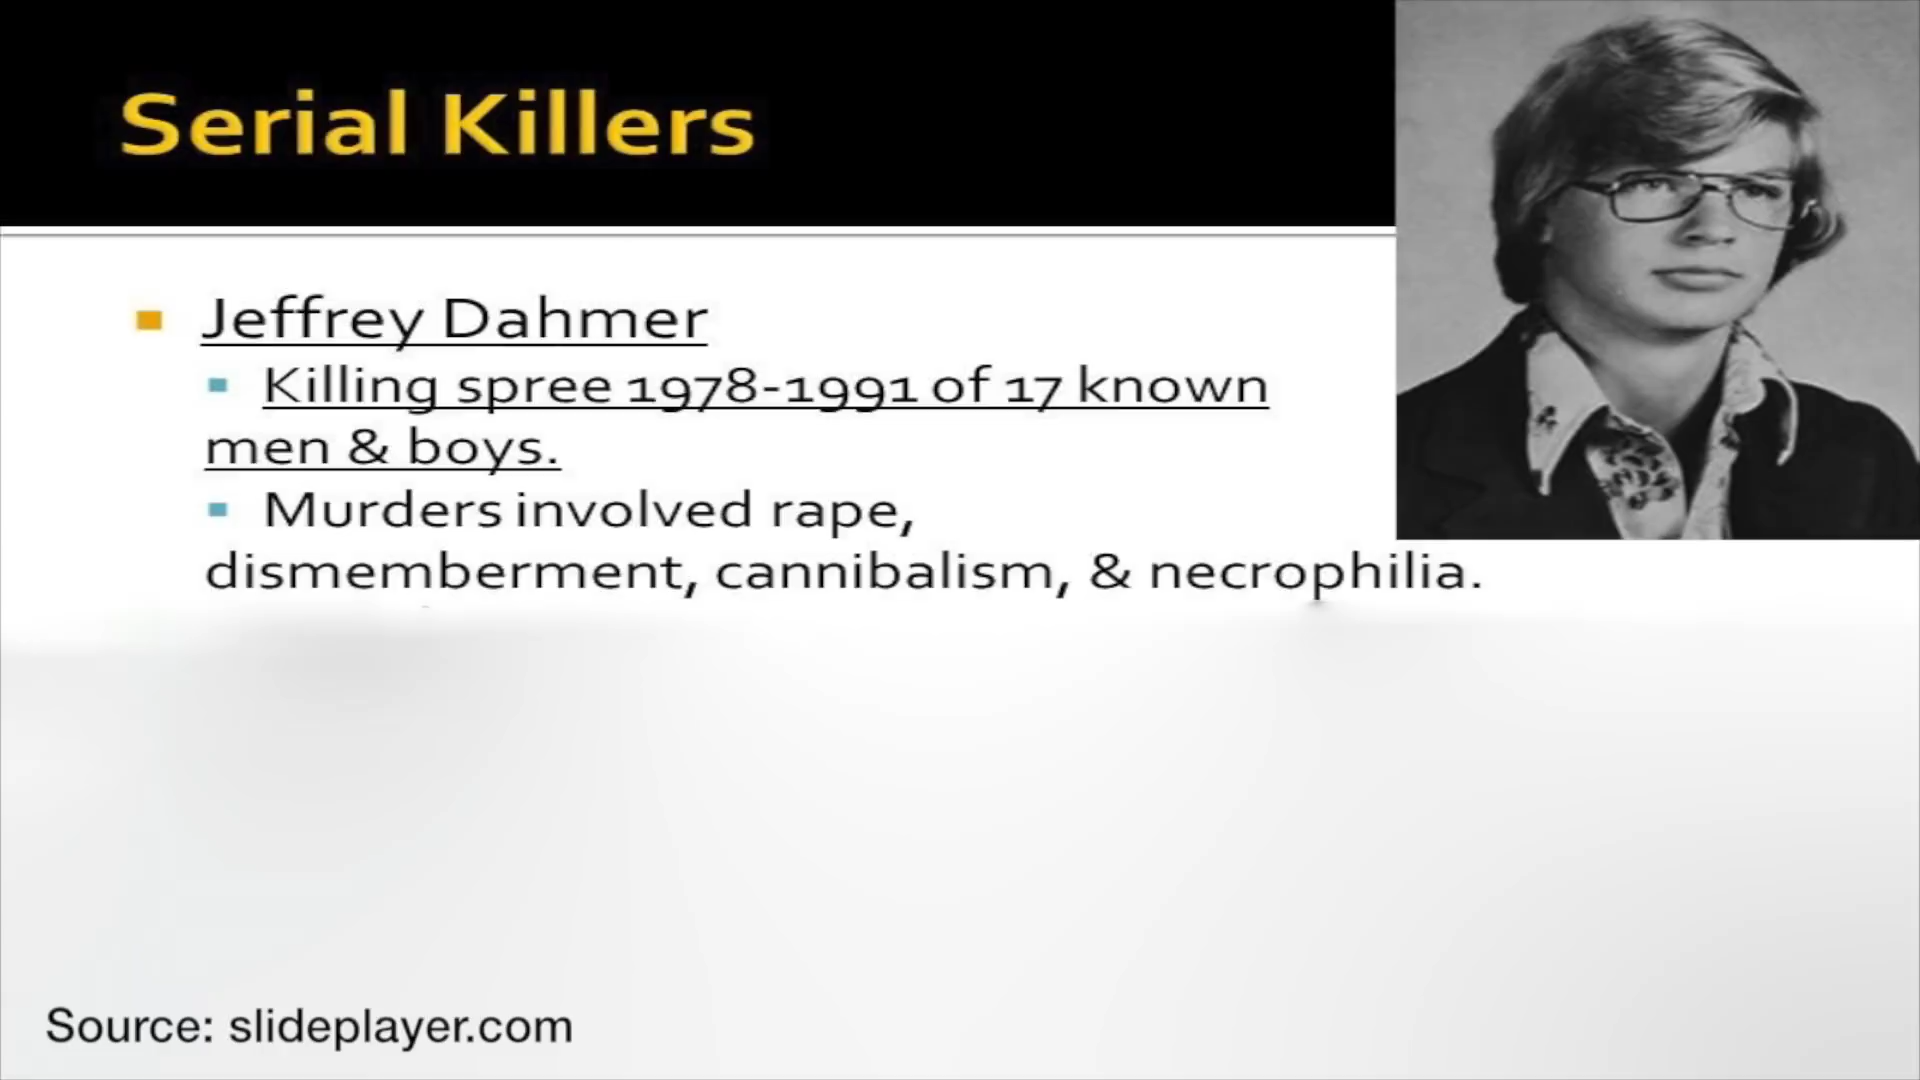 Serial Killers
Jeffrey Dahmer
Killing spree 1978-1991 of 17 known
men & boys.
Murders involved rape,
dismemberment, cannibalism, & necrophilia.
Source: slideplayer.com